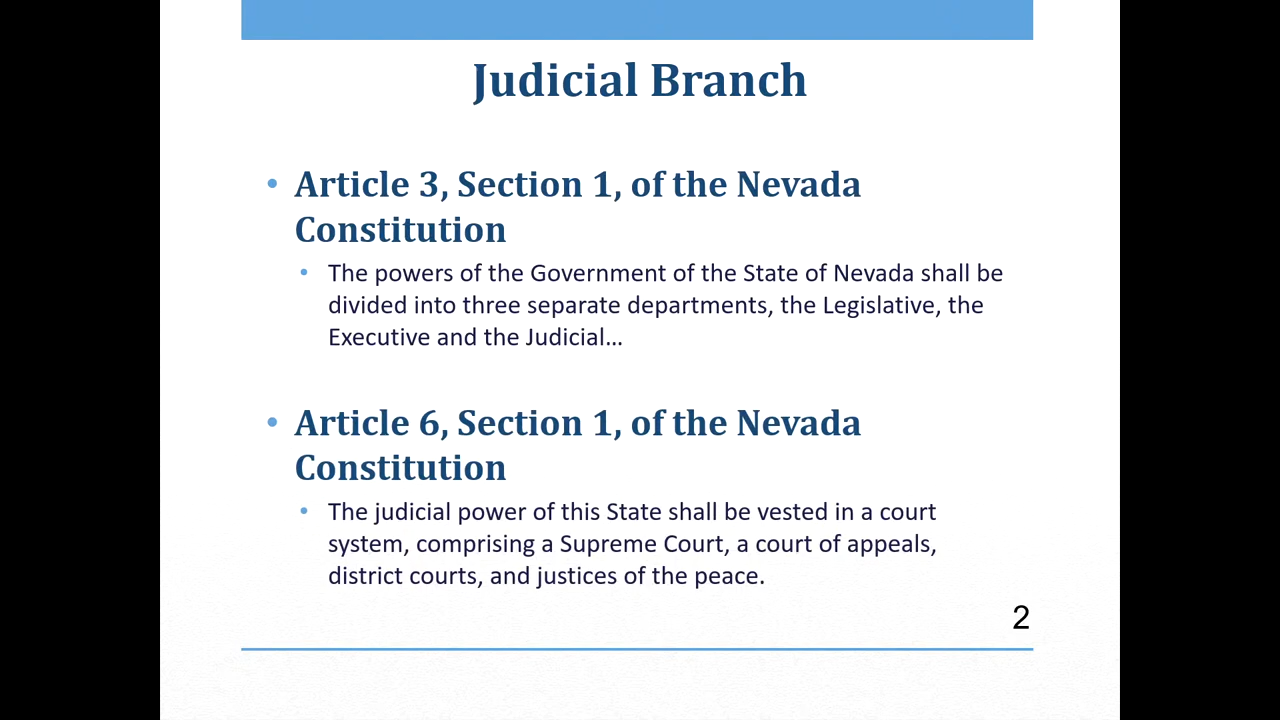 Judicial Branch
• Article 3, Section 1, of the Nevada
Constitution
• The powers of the Government of the State of Nevada shall be
divided into three separate departments, the Legislative, the
Executive and the Judicial…
• Article 6, Section 1, of the Nevada
Constitution
• The judicial power of this State shall be vested in a court
system, comprising a Supreme Court, a court of appeals,
district courts, and justices of the peace.
2